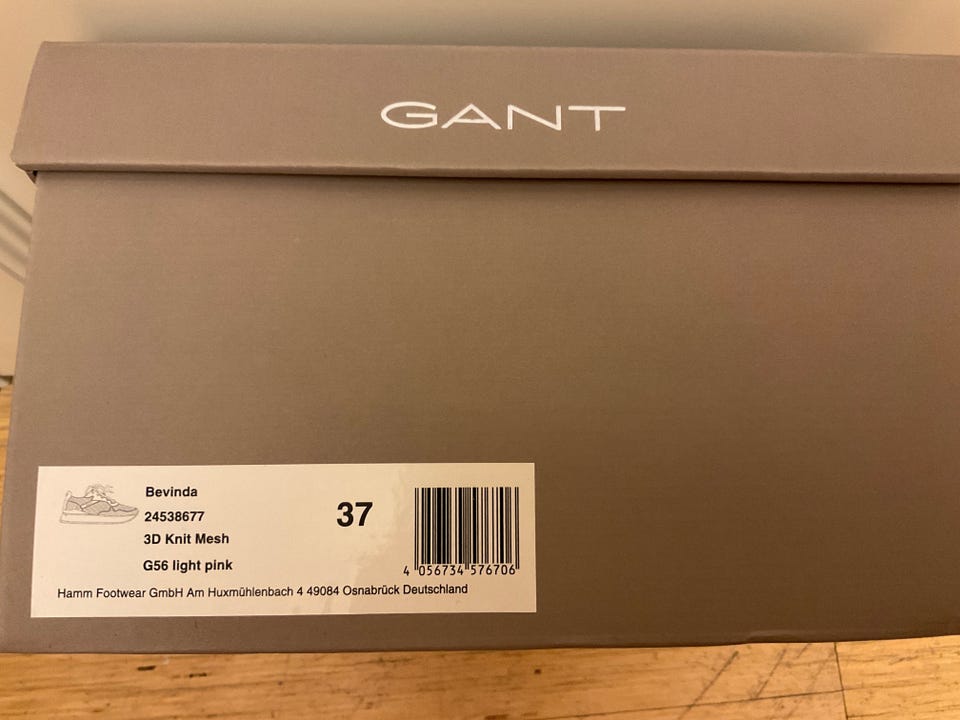 GANT
Bevinda
24538677
37
3D Knit Mesh
G56 light pink
4 056734 576706
Hamm Footwear GmbH Am Huxmühlenbach 4 49084 Osnabrück Deutschland